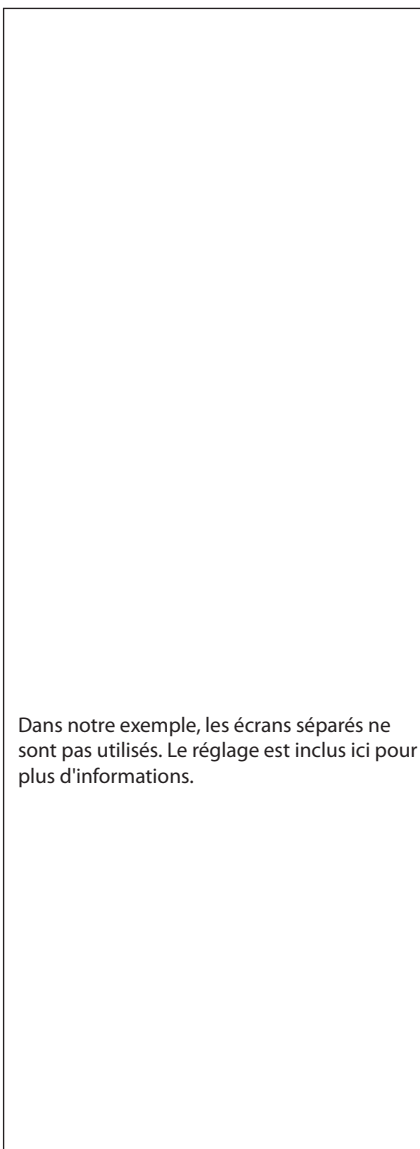 Dans notre exemple, les écrans séparés ne
sont pas utilisés. Le réglage est inclus ici pour
plus d'informations.